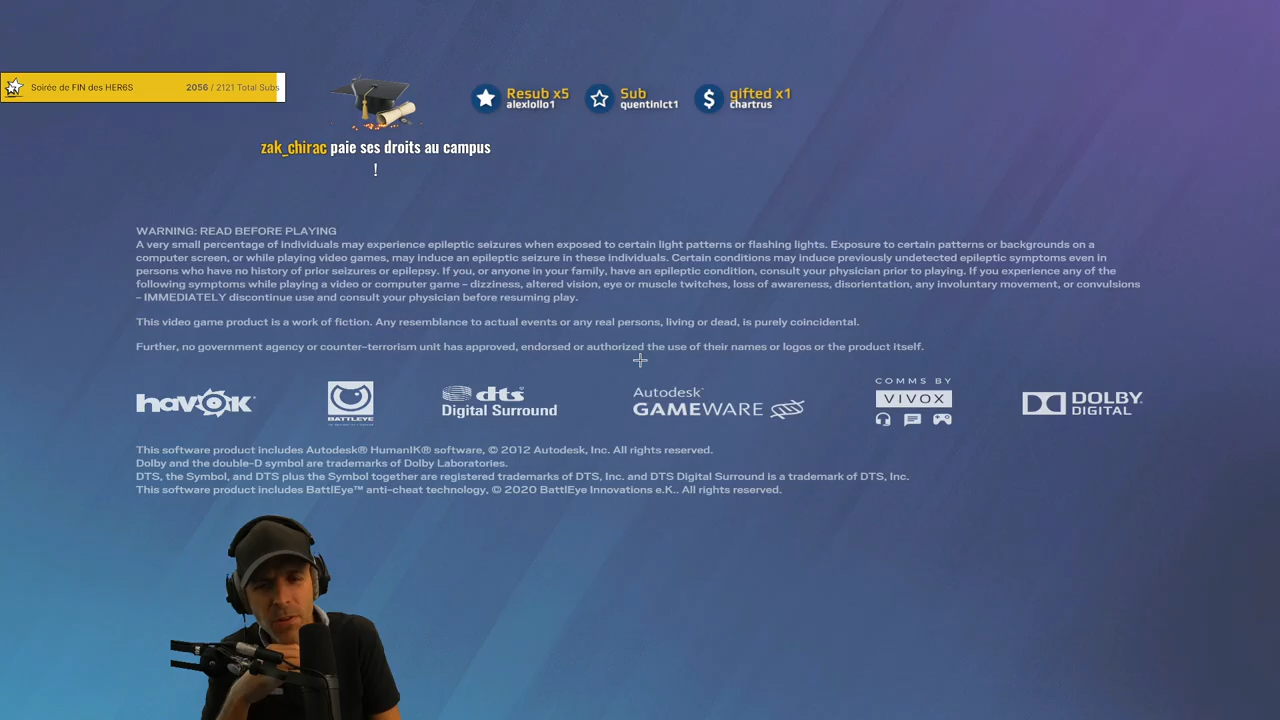 Soirée de FIN des HER6S
2056 / 2121 Total Subs
Resub x5
alexlollo1
Sub
quentinlct1
gifted x1
chartrus
zak_chirac paie ses droits au campus
!
WARNING: READ BEFORE PLAYING
A very small percentage of individuals may experience epileptic seizures when exposed to certain light patterns or flashing lights. Exposure to certain patterns or backgrounds on a
computer screen, or while playing video games, may induce an epileptic seizure in these individuals. Certain conditions may induce previously undetected epileptic symptoms even in
persons who have no history of prior seizures or epilepsy. If you, or anyone in your family, have an epileptic condition, consult your physician prior to playing. If you experience any of the
following symptoms while playing a video or computer game – dizziness, altered vision, eye or muscle twitches, loss of awareness, disorientation, any involuntary movement, or convulsions
– IMMEDIATELY discontinue use and consult your physician before resuming play.
This video game product is a work of fiction. Any resemblance to actual events or any real persons, living or dead, is purely coincidental.
Further, no government agency or counter-terrorism unit has approved, endorsed or authorized the use of their names or logos or the product itself.
havok
BATTLEYE
dts
Digital Surround
Autodesk
GAMEWARE
COMMS BY
VIVOX
DOLBY
DIGITAL
This software product includes Autodesk® HumanIK® software, © 2012 Autodesk, Inc. All rights reserved.
Dolby and the double-D symbol are trademarks of Dolby Laboratories.
DTS, the Symbol, and DTS plus the Symbol together are registered trademarks of DTS, Inc. and DTS Digital Surround is a trademark of DTS, Inc.
This software product includes BattlEye™ anti-cheat technology, © 2020 BattlEye Innovations e.K.. All rights reserved.